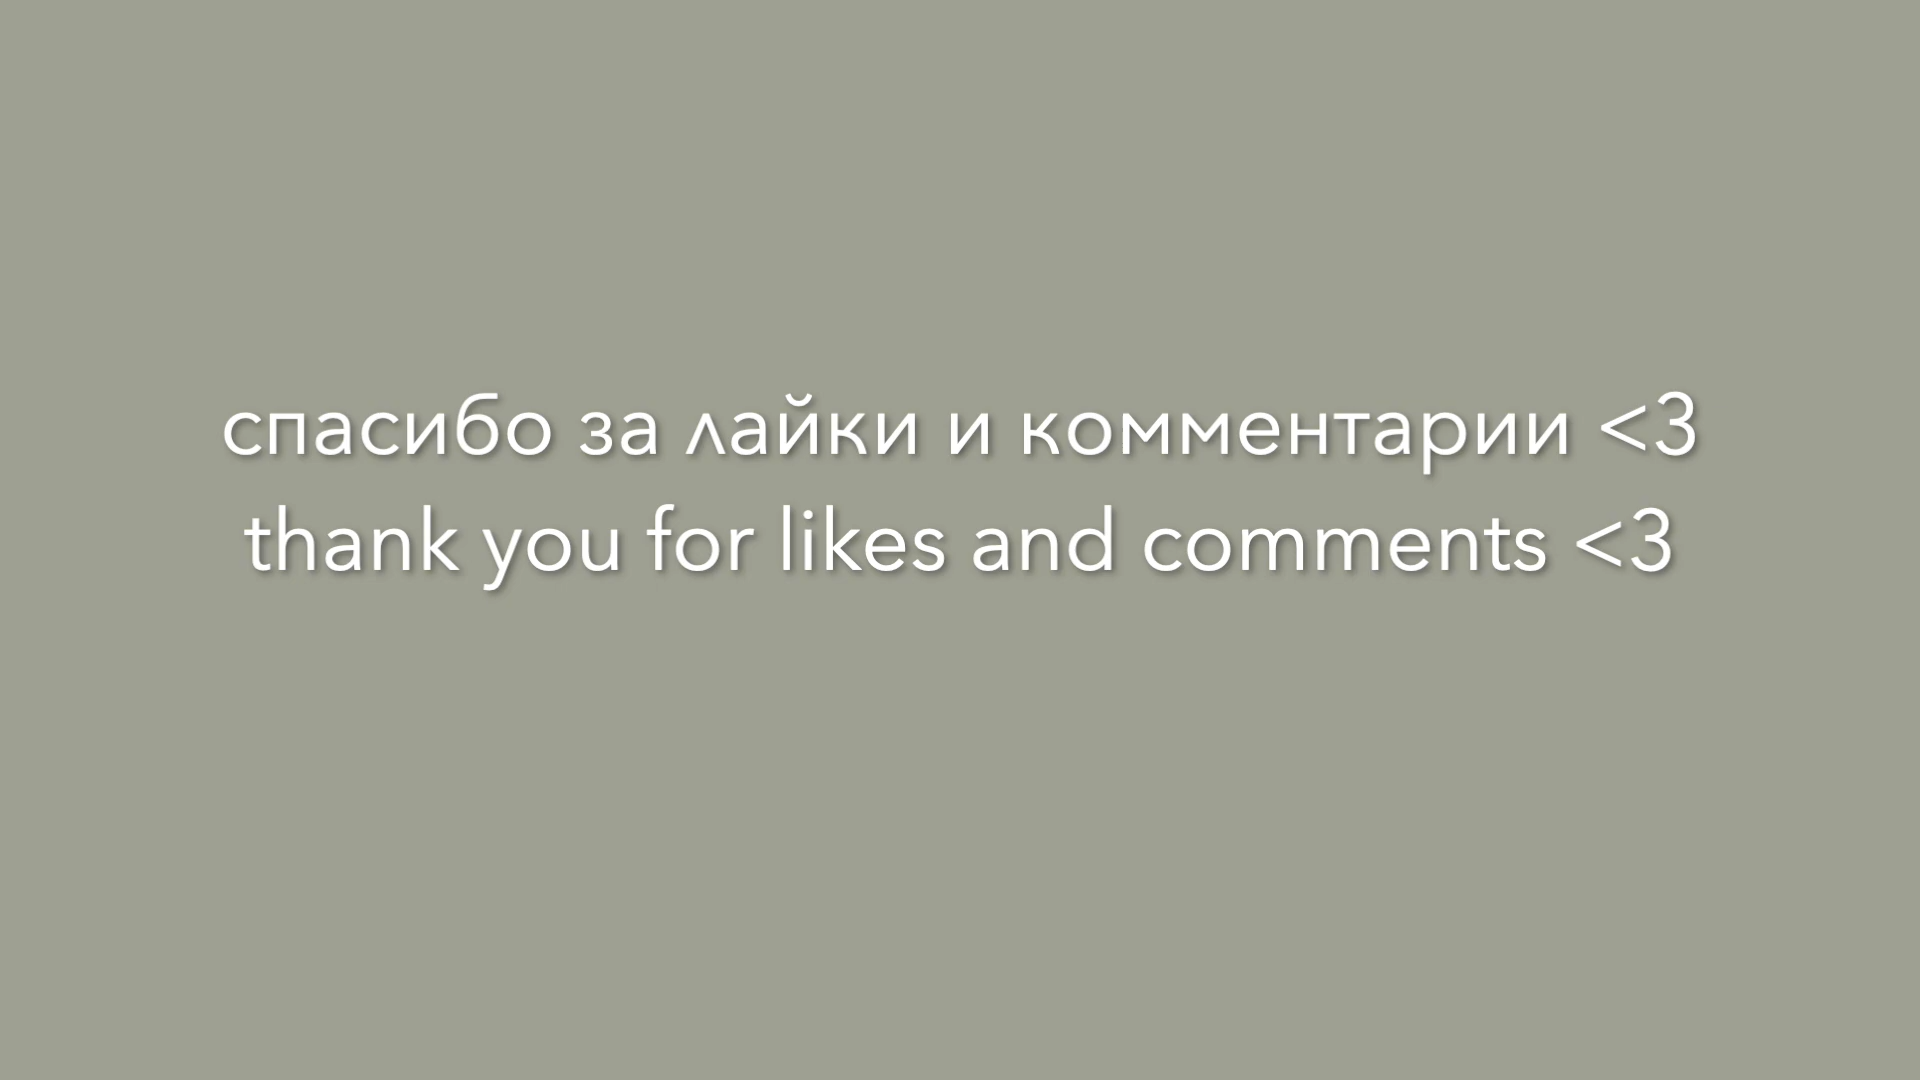 спасибо за лайки и комментарии <3
thank you for likes and comments <3